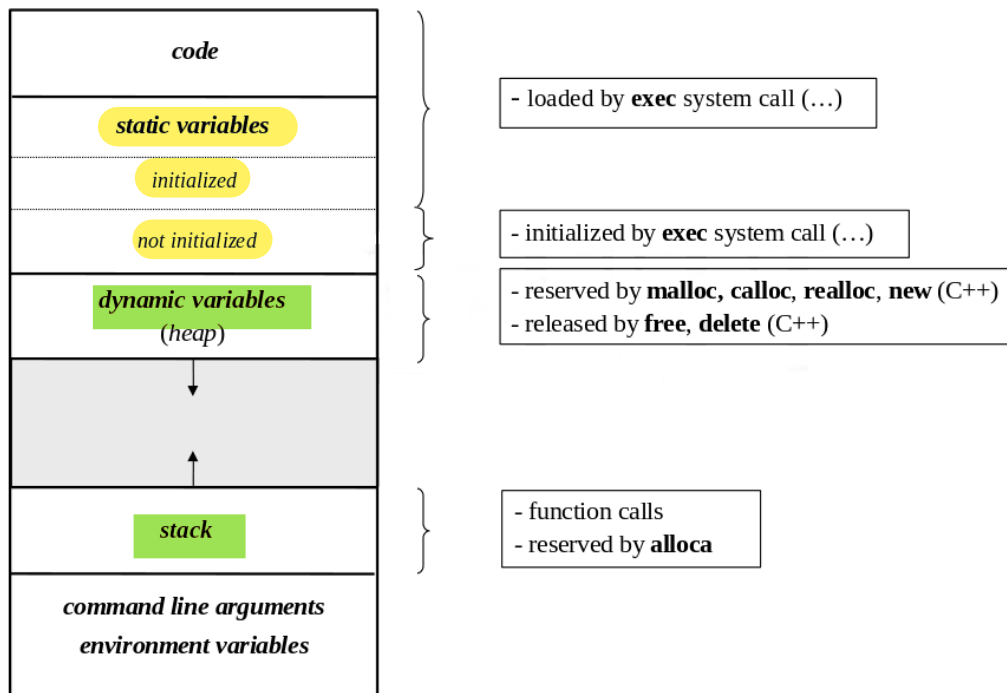 code
- loaded by exec system call (…)
static variables
initialized
not initialized
- initialized by exec system call (…)
dynamic variables
(heap)
- reserved by malloc, calloc, realloc, new (C++)
- released by free, delete (C++)
stack
- function calls
- reserved by alloca
command line arguments
environment variables